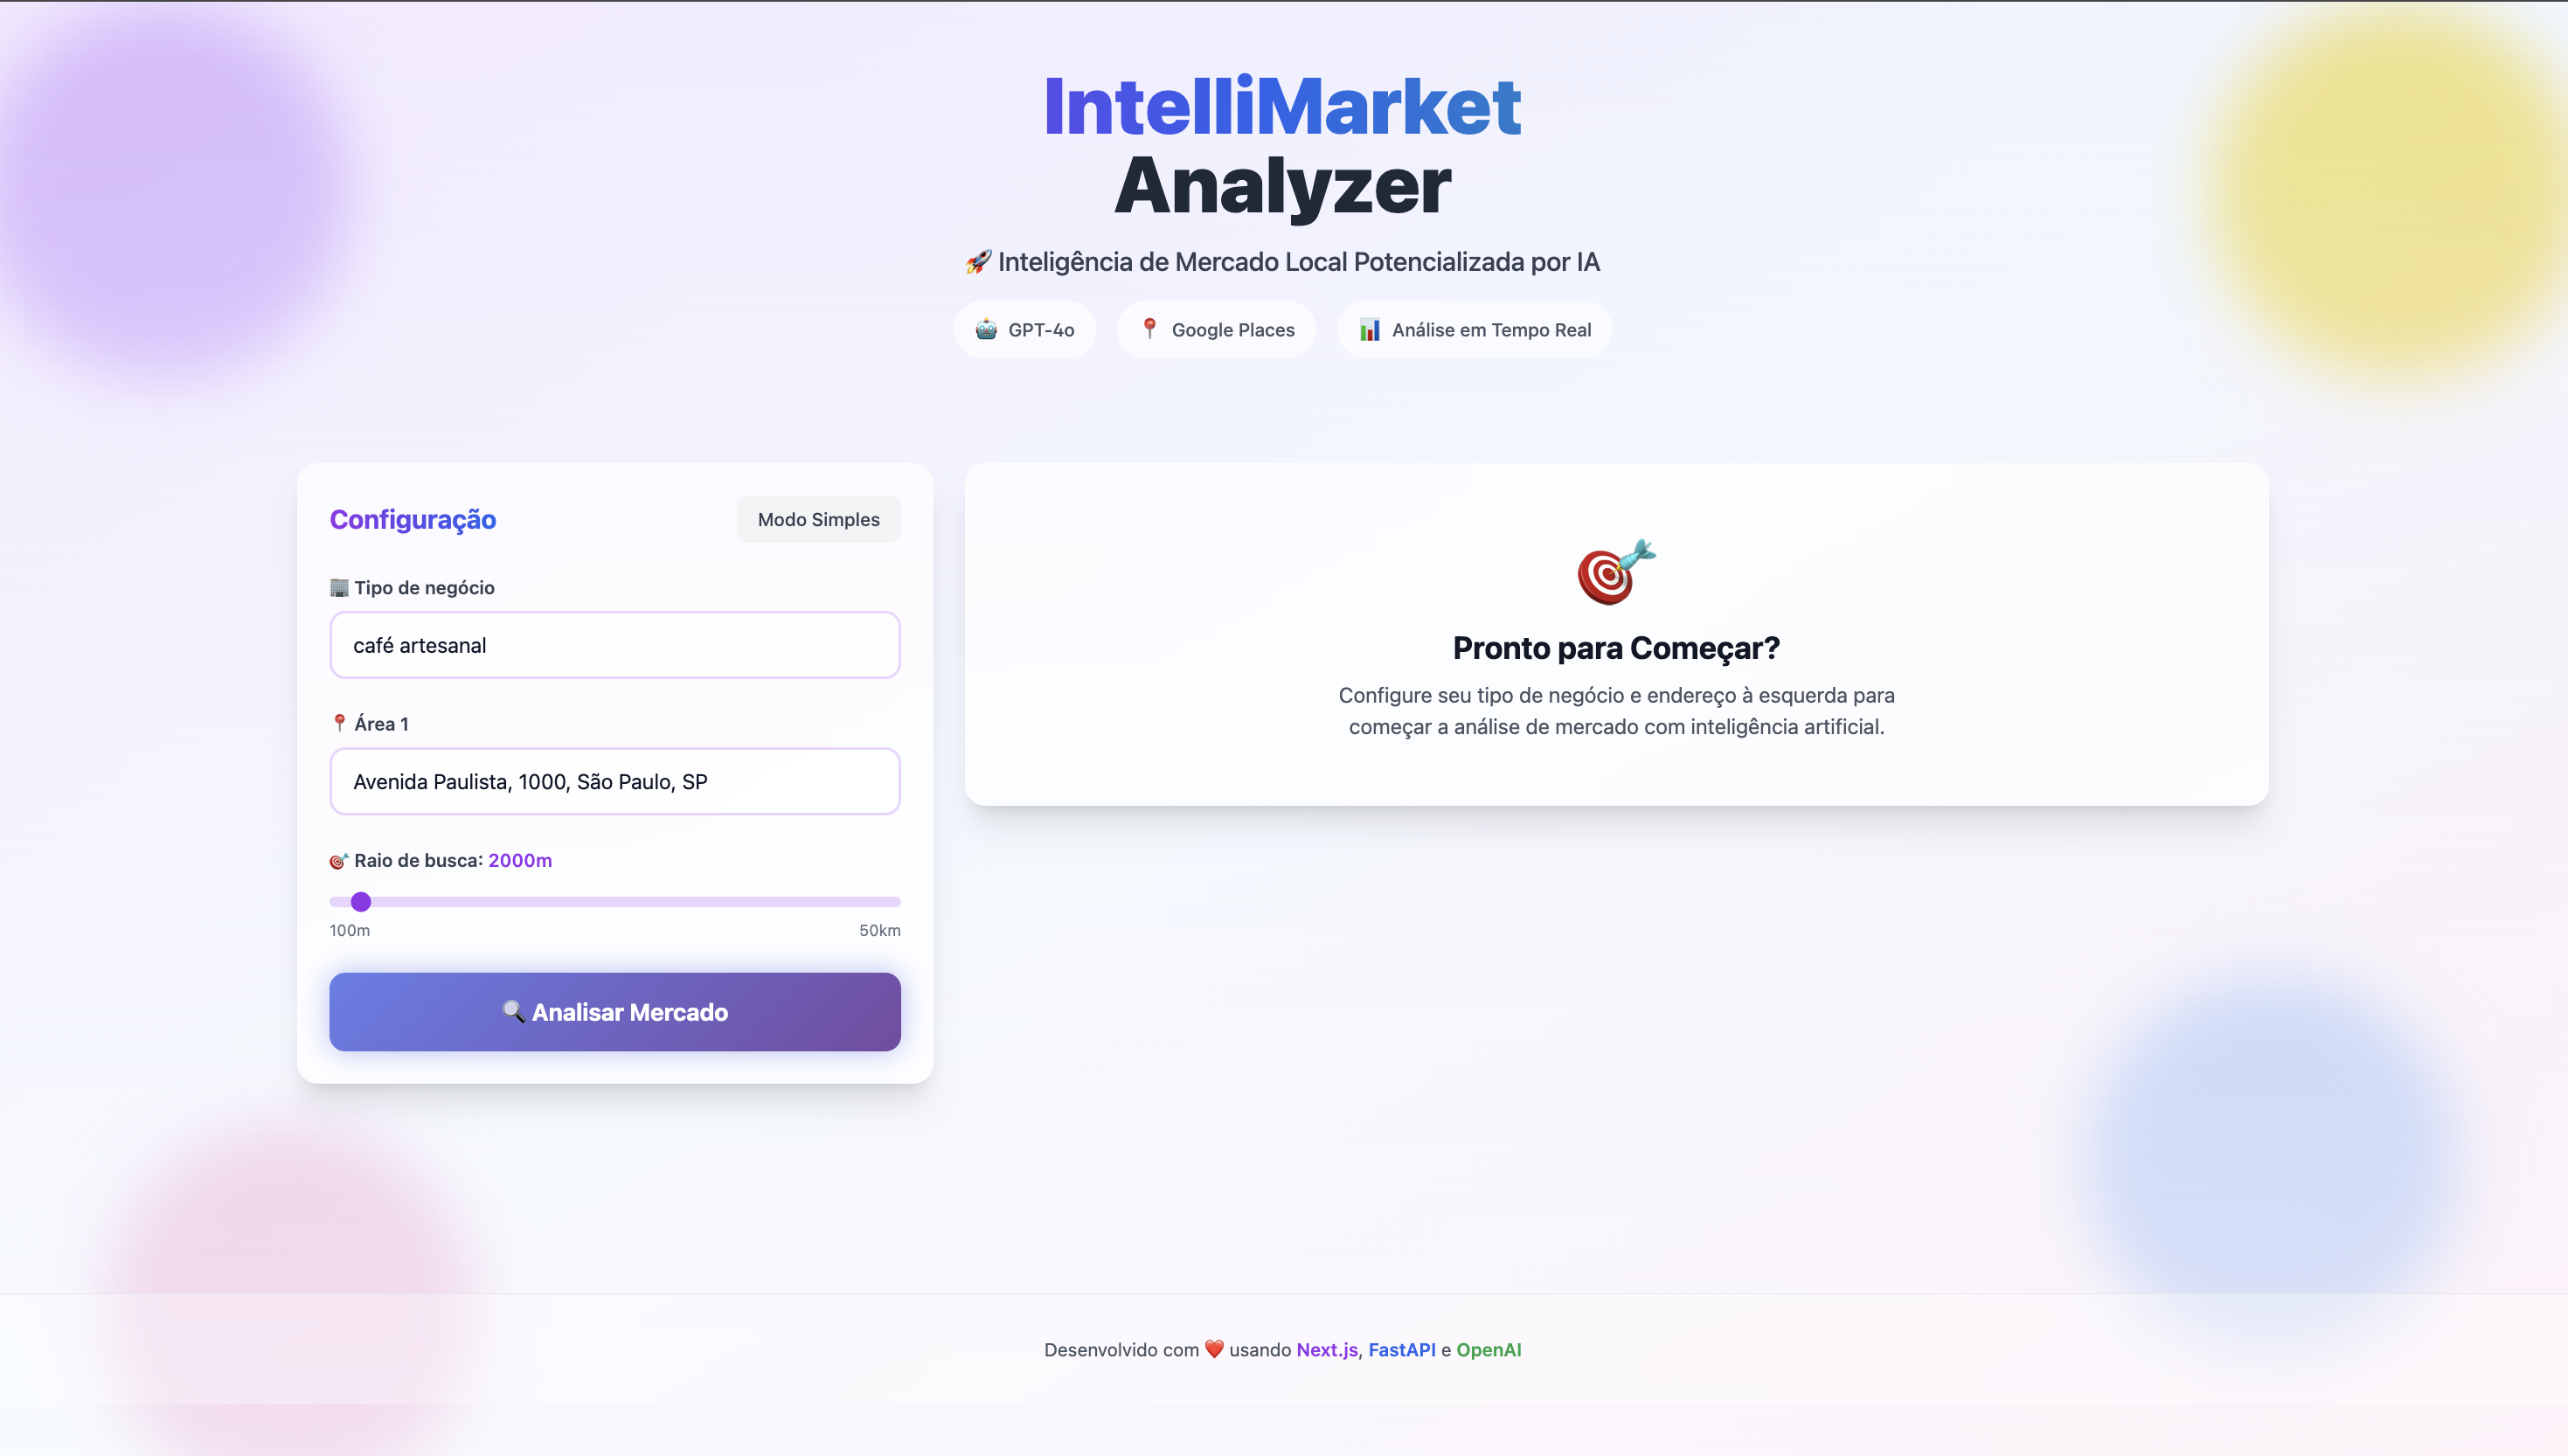 IntelliMarket
Analyzer
🚀 Inteligência de Mercado Local Potencializada por IA
🤖 GPT-4o
📍 Google Places
📊 Análise em Tempo Real
Configuração
Modo Simples
🏢 Tipo de negócio
café artesanal
📍 Área 1
Avenida Paulista, 1000, São Paulo, SP
🎯 Raio de busca: 2000m
100m
50km
🔍 Analisar Mercado
🎯
Pronto para Começar?
Configure seu tipo de negócio e endereço à esquerda para
começar a análise de mercado com inteligência artificial.
Desenvolvido com ❤️ usando Next.js, FastAPI e OpenAI